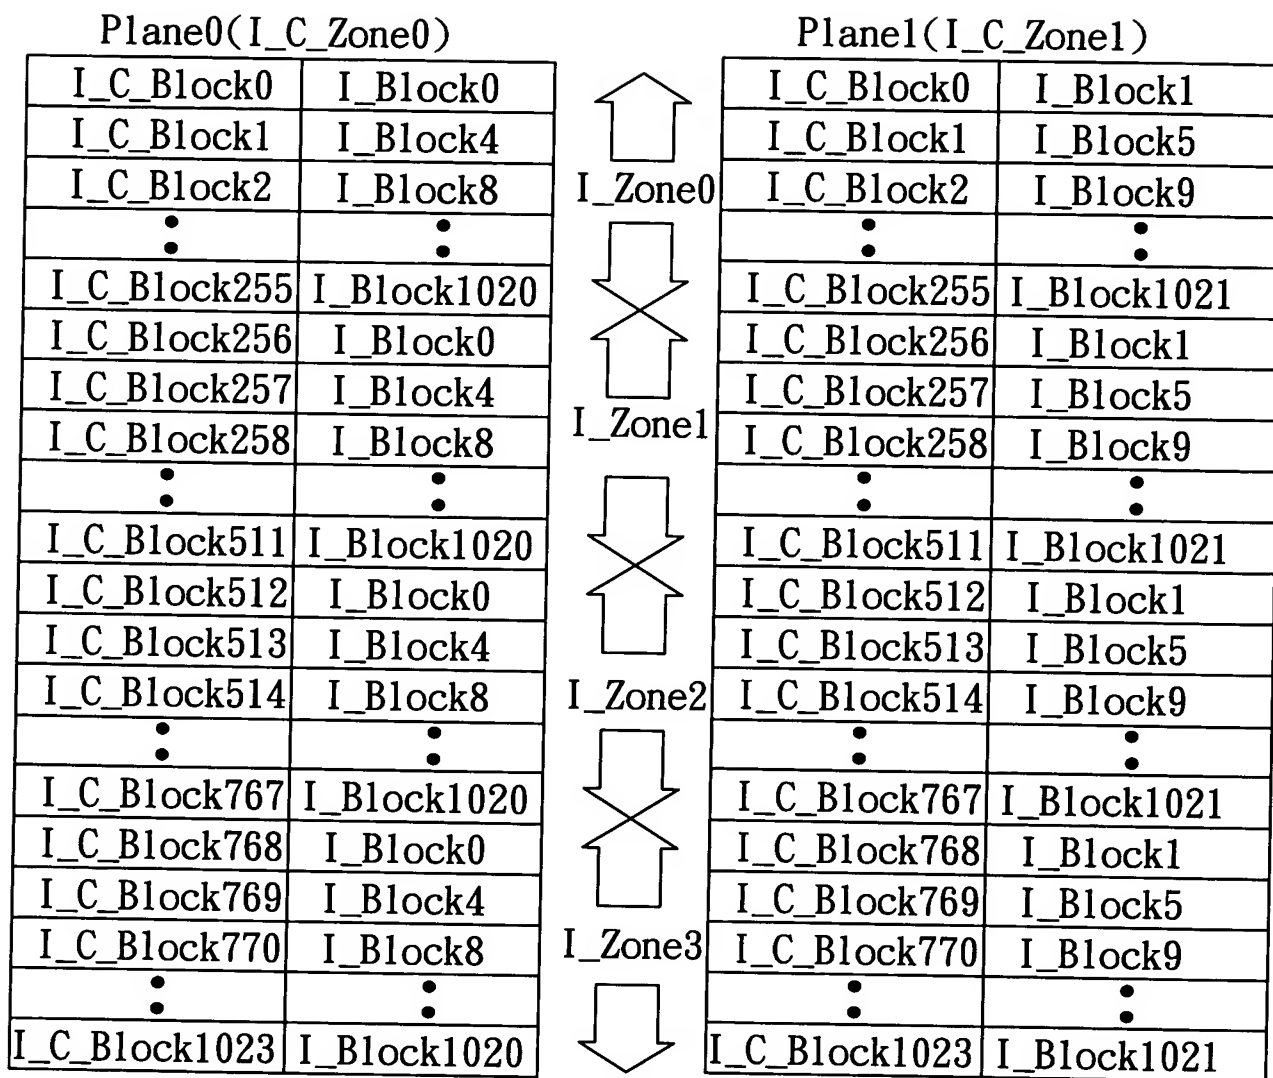 Plane0(I_C_Zone0) Plane1(I_C_Zone1)
I_C_Block0 I_Block0 I_C_Block0 I_Block1
I_C_Block1 I_Block4 I_C_Block1 I_Block5
I_C_Block2 I_Block8 I_Zone0 I_C_Block2 I_Block9
I_C_Block255 I_Block1020 I_C_Block255 I_Block1021
I_C_Block256 I_Block0 I_C_Block256 I_Block1
I_C_Block257 I_Block4 I_C_Block257 I_Block5
I_C_Block258 I_Block8 I_Zone1 I_C_Block258 I_Block9
I_C_Block511 I_Block1020 I_C_Block511 I_Block1021
I_C_Block512 I_Block0 I_C_Block512 I_Block1
I_C_Block513 I_Block4 I_C_Block513 I_Block5
I_C_Block514 I_Block8 I_Zone2 I_C_Block514 I_Block9
I_C_Block767 I_Block1020 I_C_Block767 I_Block1021
I_C_Block768 I_Block0 I_C_Block768 I_Block1
I_C_Block769 I_Block4 I_C_Block769 I_Block5
I_C_Block770 I_Block8 I_Zone3 I_C_Block770 I_Block9
I_C_Block1023 I_Block1020 I_C_Block1023 I_Block1021